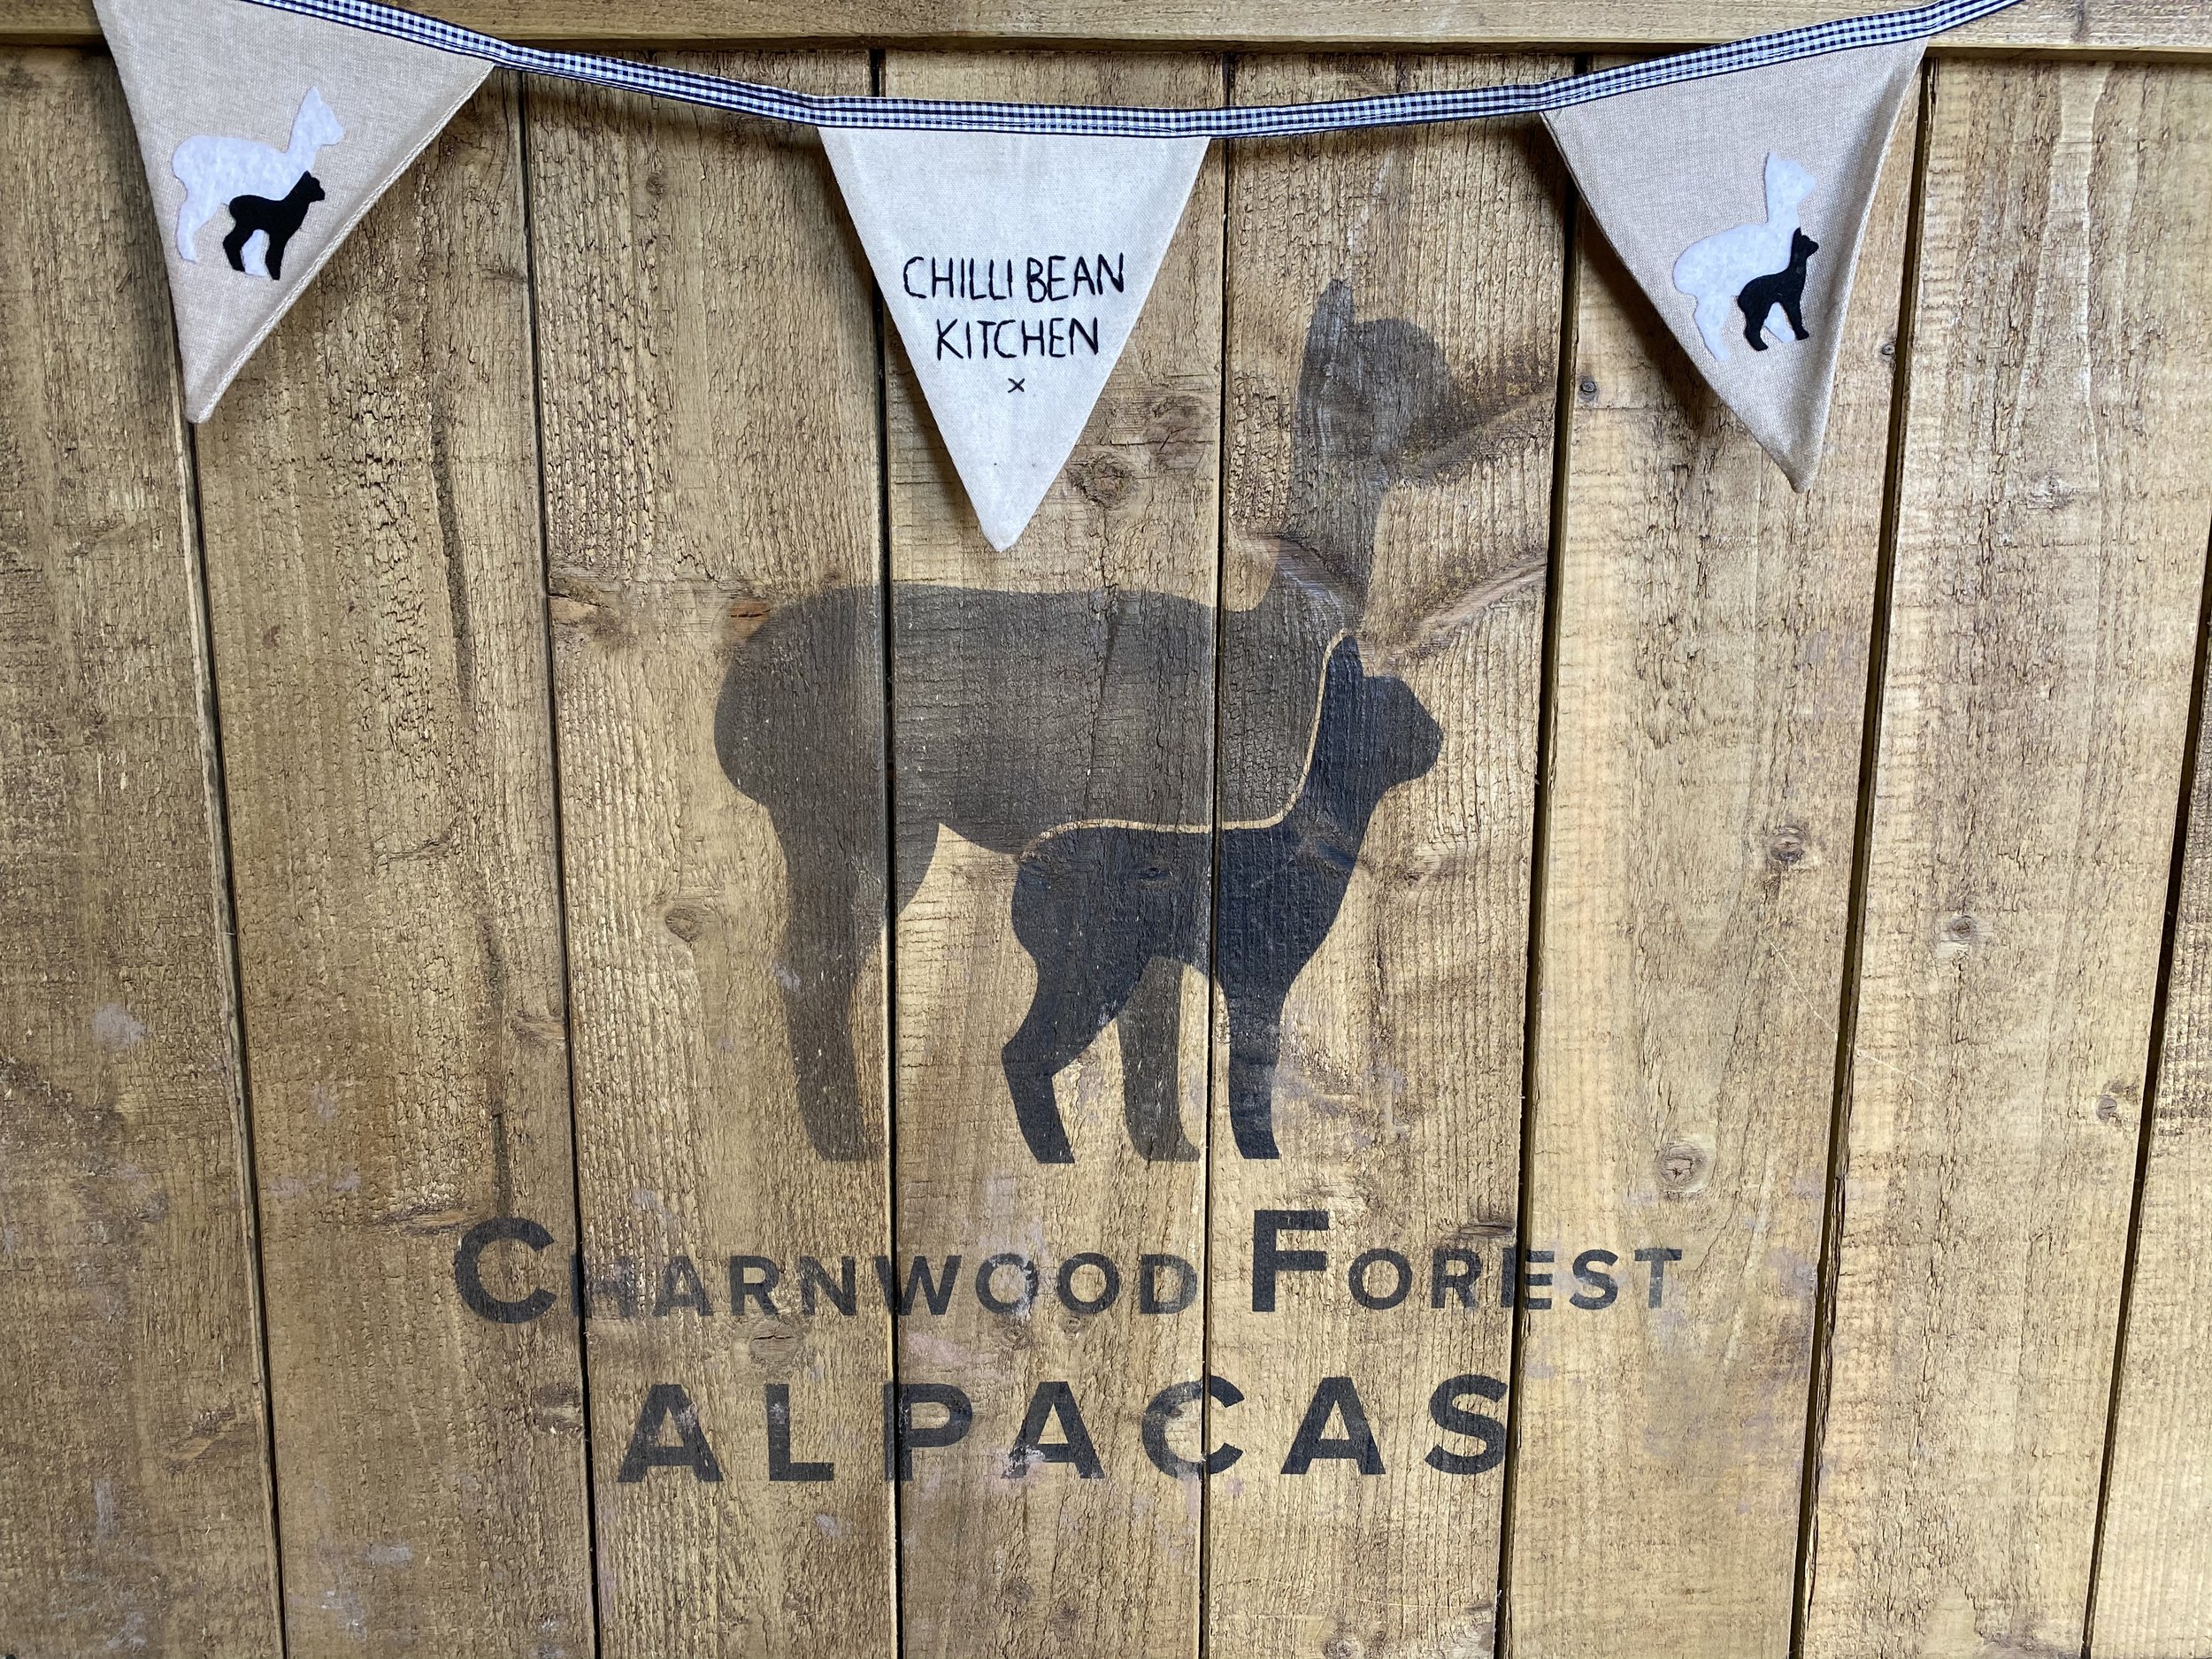 CHILLI BEAN
KITCHEN
x
CHARNWOOD FOREST
ALPACAS